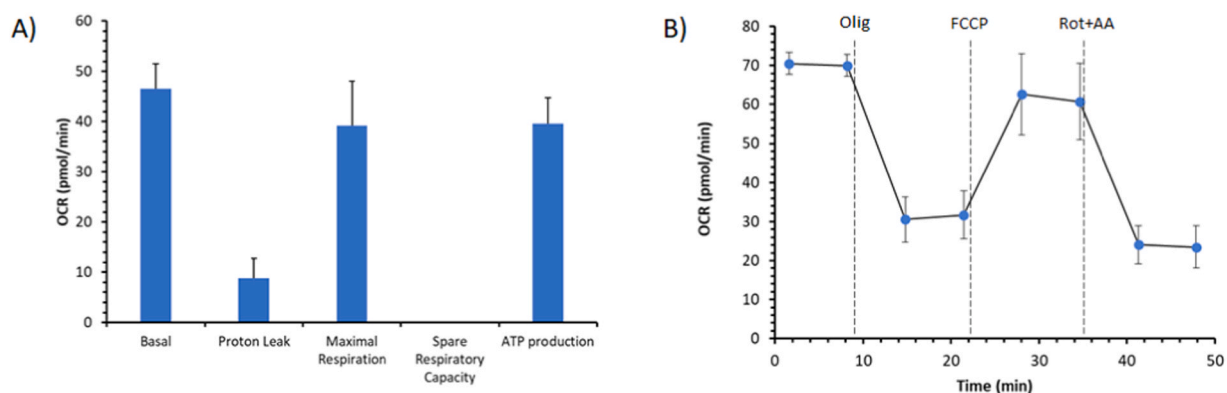 A)
OCR (pmol/min)
60
50
40
30
20
10
0
Basal
Proton Leak
Maximal
Respiration
Spare
Respiratory
Capacity
ATP production
B)
Olig
FCCP
Rot+AA
OCR (pmol/min)
80
70
60
50
40
30
20
10
0
0
10
20
30
40
50
Time (min)